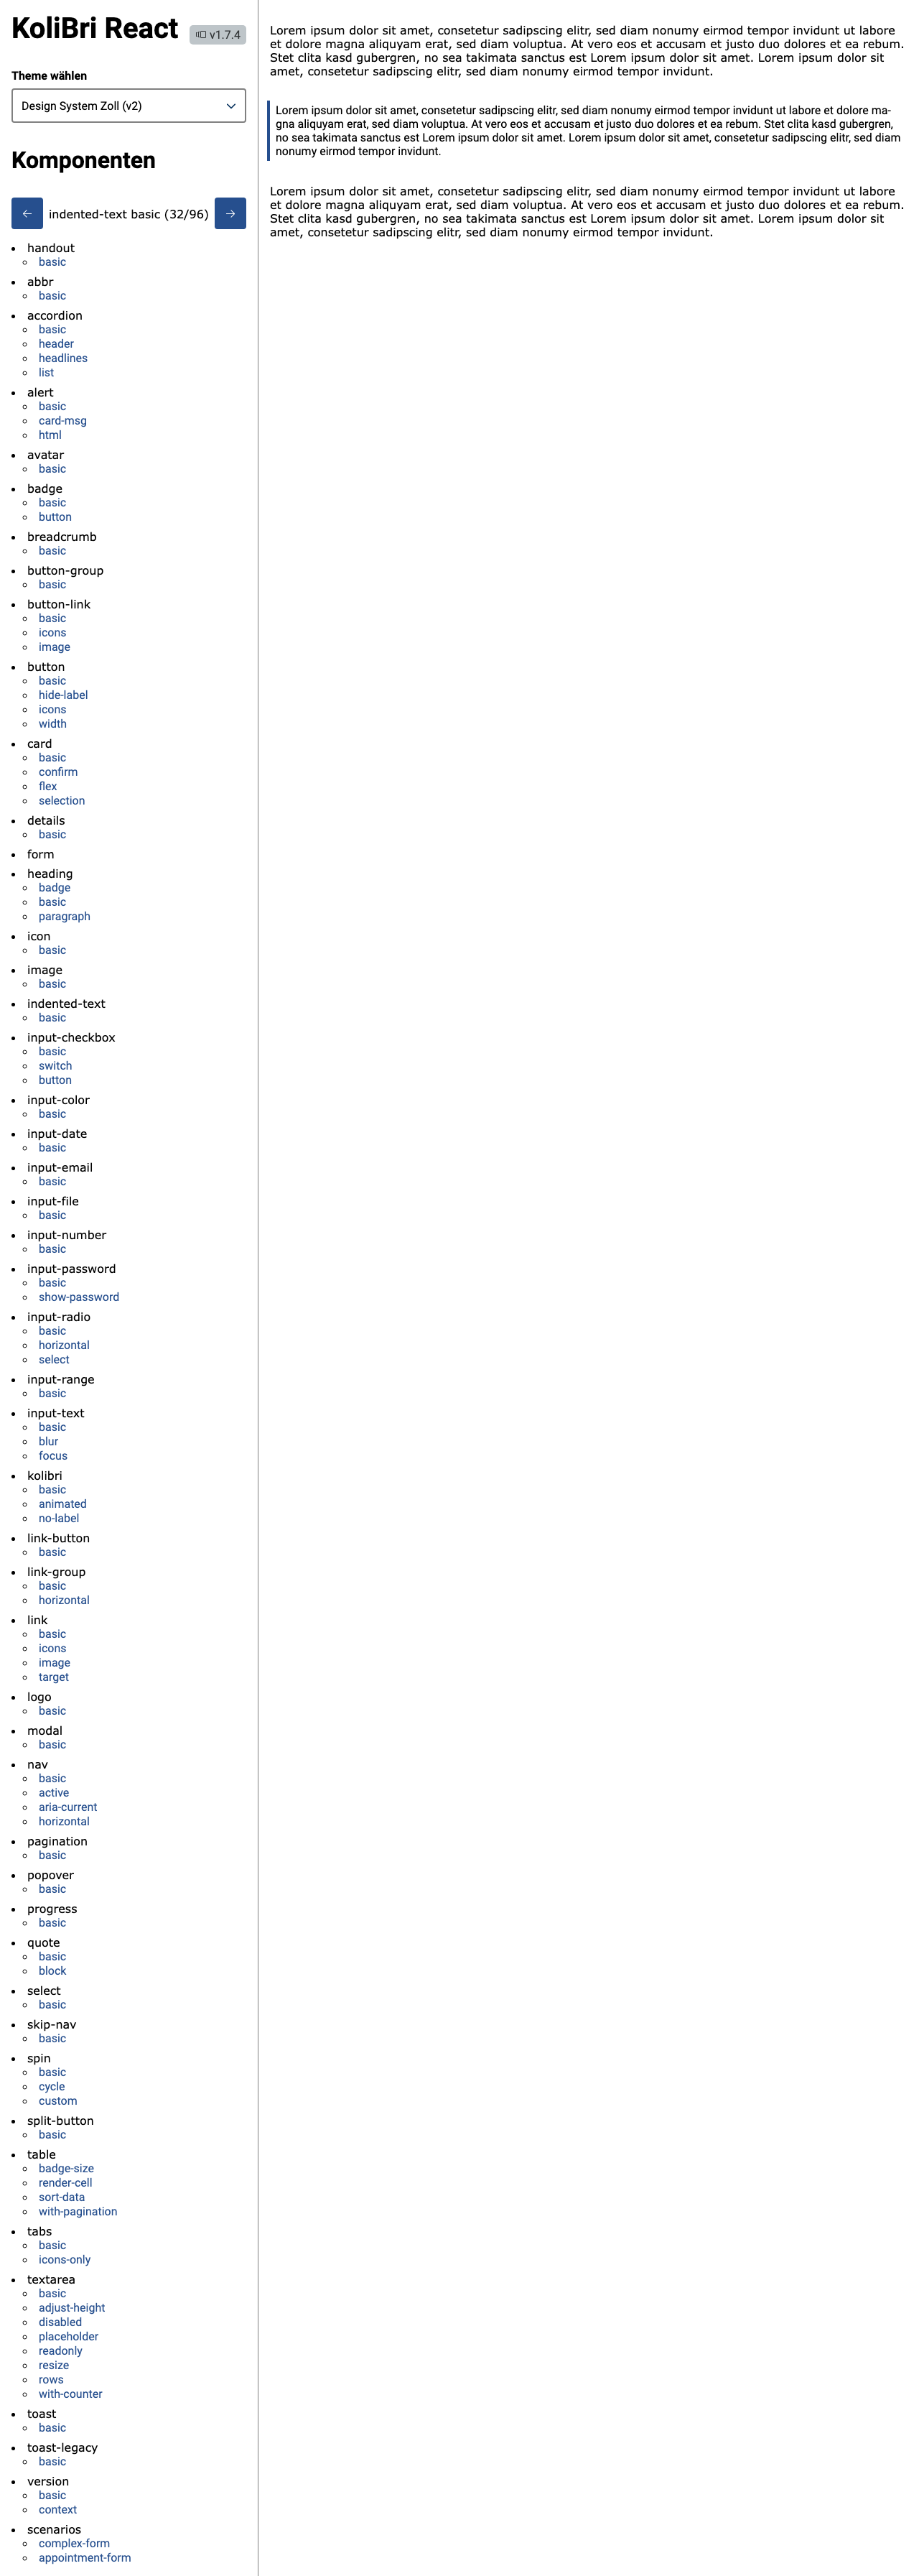 KoliBri React
v1.7.4
Theme wählen
Design System Zoll (v2)
Komponenten
← indented-text basic (32/96) →
• handout
◦ basic
• abbr
◦ basic
• accordion
◦ basic
◦ header
◦ headlines
◦ list
• alert
◦ basic
◦ card-msg
◦ html
• avatar
◦ basic
• badge
◦ basic
◦ button
• breadcrumb
◦ basic
• button-group
◦ basic
• button-link
◦ basic
◦ icons
◦ image
• button
◦ basic
◦ hide-label
◦ icons
◦ width
• card
◦ basic
◦ confirm
◦ flex
◦ selection
• details
◦ basic
• form
• heading
◦ badge
◦ basic
◦ paragraph
• icon
◦ basic
• image
◦ basic
• indented-text
◦ basic
• input-checkbox
◦ basic
◦ switch
◦ button
• input-color
◦ basic
• input-date
◦ basic
• input-email
◦ basic
• input-file
◦ basic
• input-number
◦ basic
• input-password
◦ basic
◦ show-password
• input-radio
◦ basic
◦ horizontal
◦ select
• input-range
◦ basic
• input-text
◦ basic
◦ blur
◦ focus
• kolibri
◦ basic
◦ animated
◦ no-label
• link-button
◦ basic
• link-group
◦ basic
◦ horizontal
• link
◦ basic
◦ icons
◦ image
◦ target
• logo
◦ basic
• modal
◦ basic
• nav
◦ basic
◦ active
◦ aria-current
◦ horizontal
• pagination
◦ basic
• popover
◦ basic
• progress
◦ basic
• quote
◦ basic
◦ block
• select
◦ basic
• skip-nav
◦ basic
• spin
◦ basic
◦ cycle
◦ custom
• split-button
◦ basic
• table
◦ badge-size
◦ render-cell
◦ sort-data
◦ with-pagination
• tabs
◦ basic
◦ icons-only
• textarea
◦ basic
◦ adjust-height
◦ disabled
◦ placeholder
◦ readonly
◦ resize
◦ rows
◦ with-counter
• toast
◦ basic
• toast-legacy
◦ basic
• version
◦ basic
◦ context
• scenarios
◦ complex-form
◦ appointment-form
Lorem ipsum dolor sit amet, consetetur sadipscing elitr, sed diam nonumy eirmod tempor invidunt ut labore
et dolore magna aliquyam erat, sed diam voluptua. At vero eos et accusam et justo duo dolores et ea rebum.
Stet clita kasd gubergren, no sea takimata sanctus est Lorem ipsum dolor sit amet. Lorem ipsum dolor sit
amet, consetetur sadipscing elitr, sed diam nonumy eirmod tempor invidunt.
Lorem ipsum dolor sit amet, consetetur sadipscing elitr, sed diam nonumy eirmod tempor invidunt ut labore et dolore ma-
gna aliquyam erat, sed diam voluptua. At vero eos et accusam et justo duo dolores et ea rebum. Stet clita kasd gubergren,
no sea takimata sanctus est Lorem ipsum dolor sit amet. Lorem ipsum dolor sit amet, consetetur sadipscing elitr, sed diam
nonumy eirmod tempor invidunt.
Lorem ipsum dolor sit amet, consetetur sadipscing elitr, sed diam nonumy eirmod tempor invidunt ut labore
et dolore magna aliquyam erat, sed diam voluptua. At vero eos et accusam et justo duo dolores et ea rebum.
Stet clita kasd gubergren, no sea takimata sanctus est Lorem ipsum dolor sit amet. Lorem ipsum dolor sit
amet, consetetur sadipscing elitr, sed diam nonumy eirmod tempor invidunt.